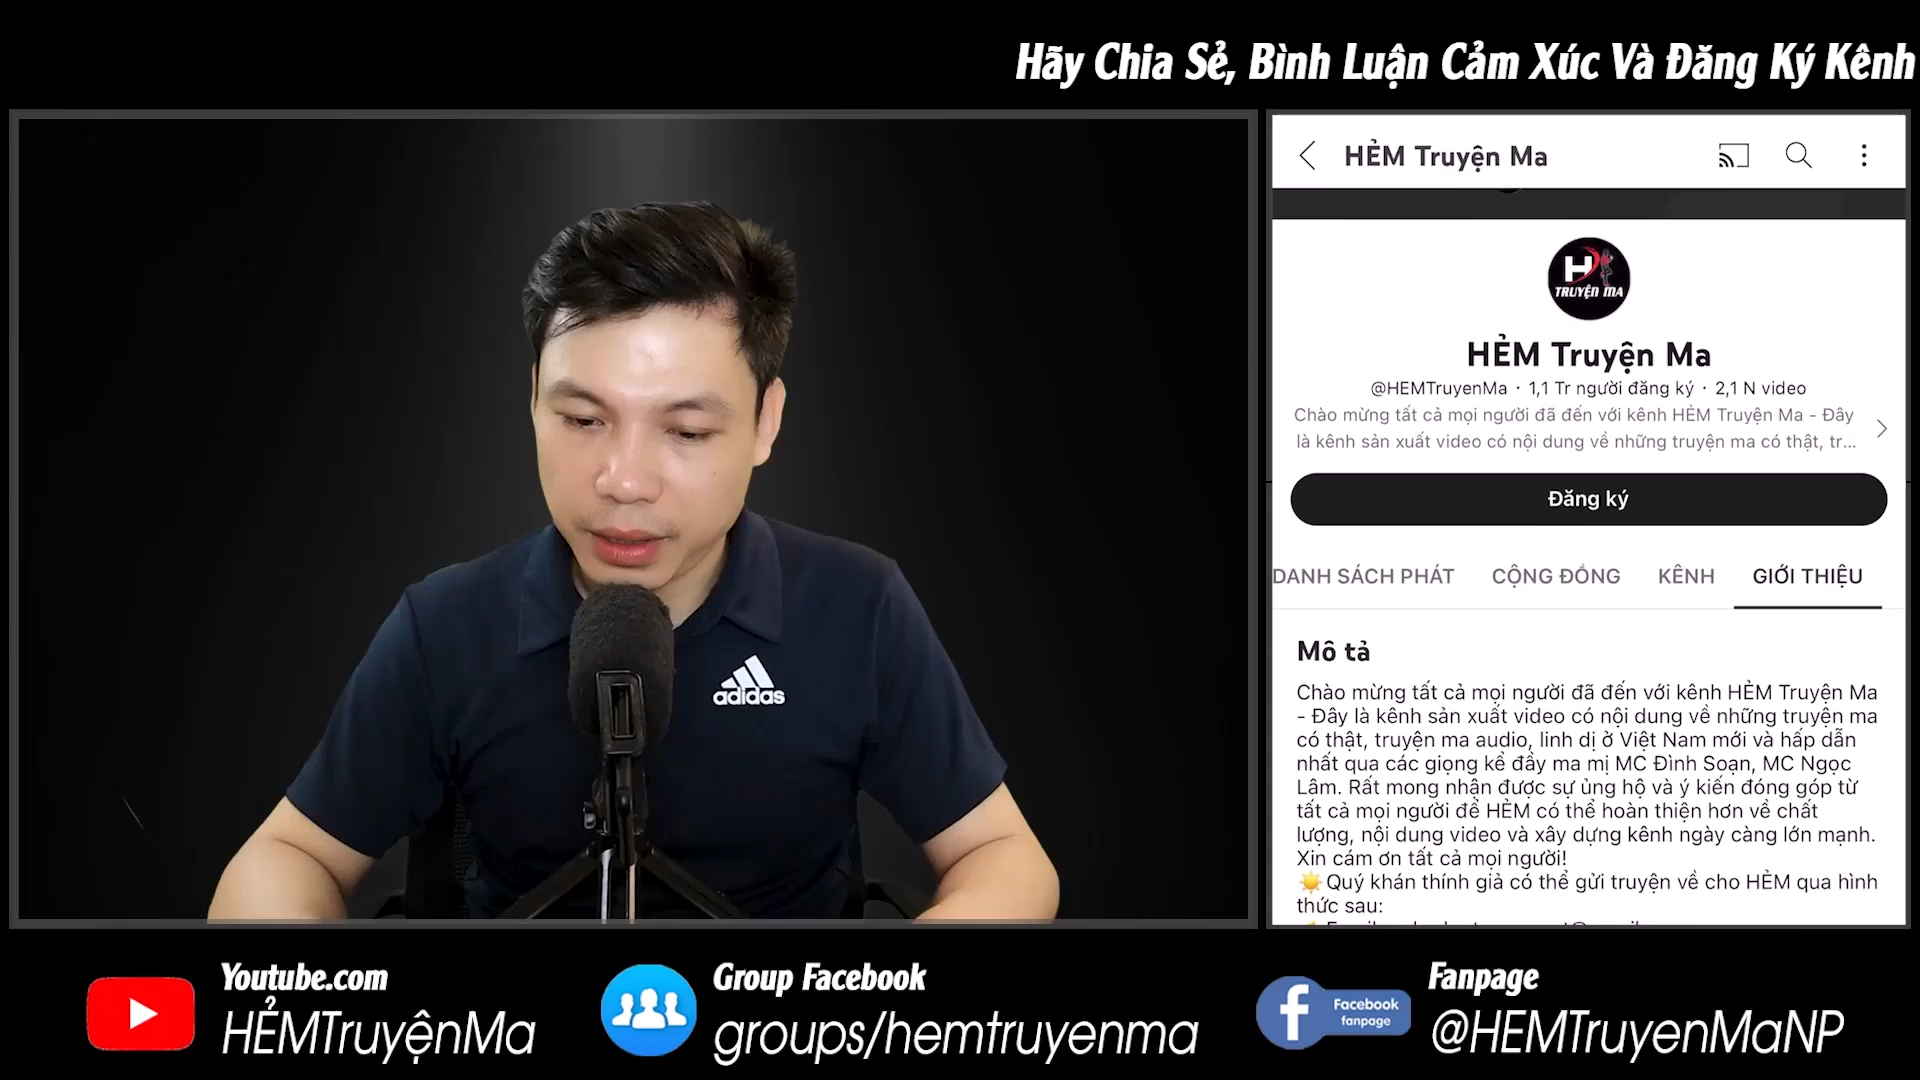 Hãy Chia Sẻ, Bình Luận Cảm Xúc Và Đăng Ký Kênh
HẺM Truyện Ma
H
TRUYỆN MA
HẺM Truyện Ma
@HEMTruyenMa · 1,1 Tr người đăng ký · 2,1 N video
Chào mừng tất cả mọi người đã đến với kênh HẺM Truyện Ma - Đây
là kênh sản xuất video có nội dung về những truyện ma có thật, tr...
Đăng ký
DANH SÁCH PHÁT CỘNG ĐỒNG KÊNH GIỚI THIỆU
Mô tả
Chào mừng tất cả mọi người đã đến với kênh HẺM Truyện Ma
- Đây là kênh sản xuất video có nội dung về những truyện ma
có thật, truyện ma audio, linh dị ở Việt Nam mới và hấp dẫn
nhất qua các giọng kể đầy ma mị MC Đình Soạn, MC Ngọc
Lâm. Rất mong nhận được sự ủng hộ và ý kiến đóng góp từ
tất cả mọi người để HẺM có thể hoàn thiện hơn về chất
lượng, nội dung video và xây dựng kênh ngày càng lớn mạnh.
Xin cám ơn tất cả mọi người!
Quý khán thính giả có thể gửi truyện về cho HẺM qua hình
thức sau:
adidas
Youtube.com
HẺMTruyệnMa
Group Facebook
groups/hemtruyenma
Facebook
fanpage
Fanpage
@HEMTruyenMaNP